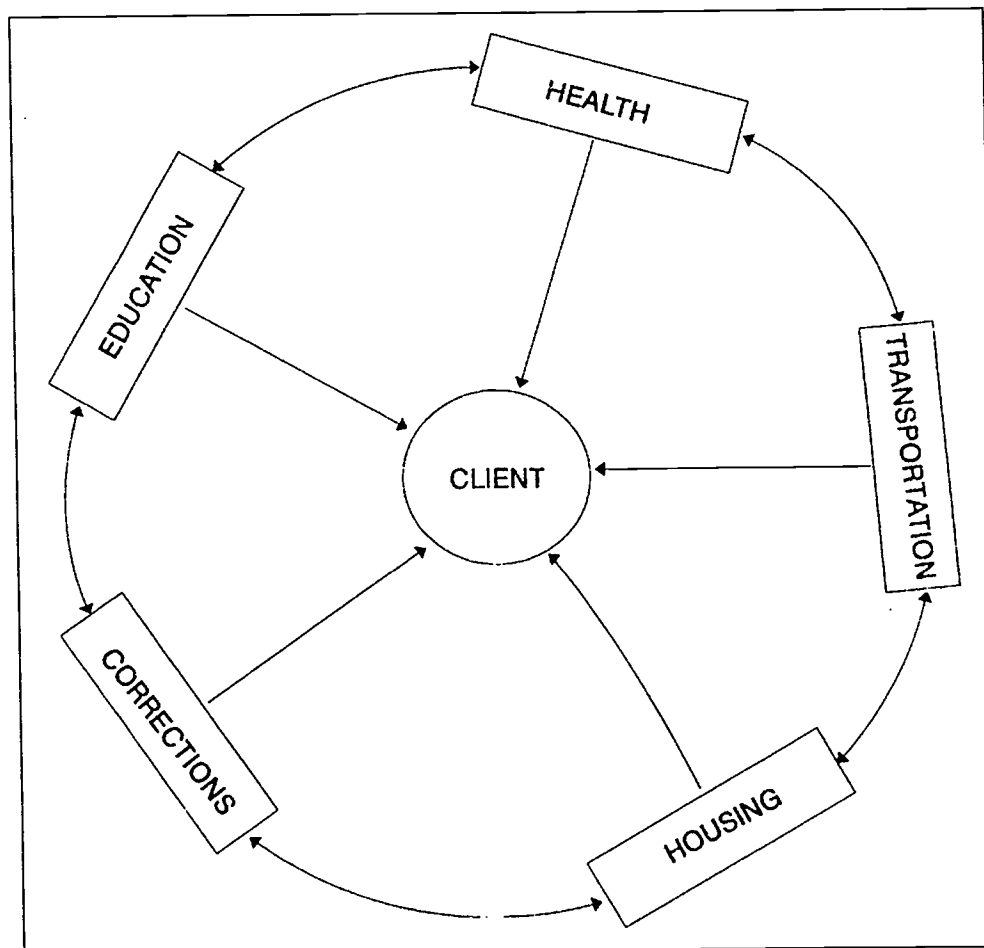 HEALTH
EDUCATION
TRANSPORTATION
CLIENT
CORRECTIONS
HOUSING